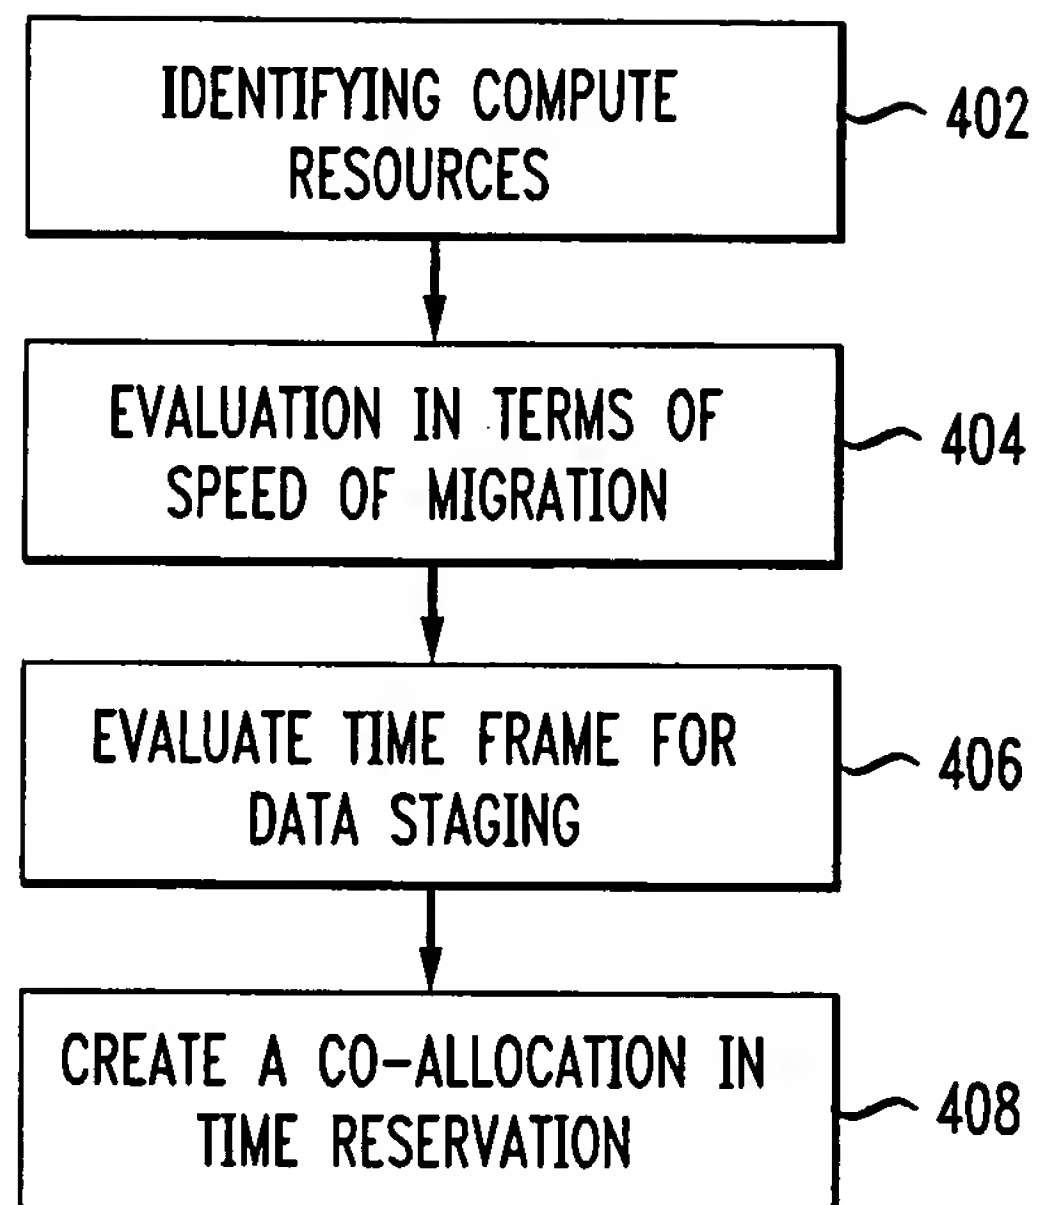 IDENTIFYING COMPUTE
RESOURCES
402
EVALUATION IN TERMS OF
SPEED OF MIGRATION
404
EVALUATE TIME FRAME FOR
DATA STAGING
406
CREATE A CO-ALLOCATION IN
TIME RESERVATION
408